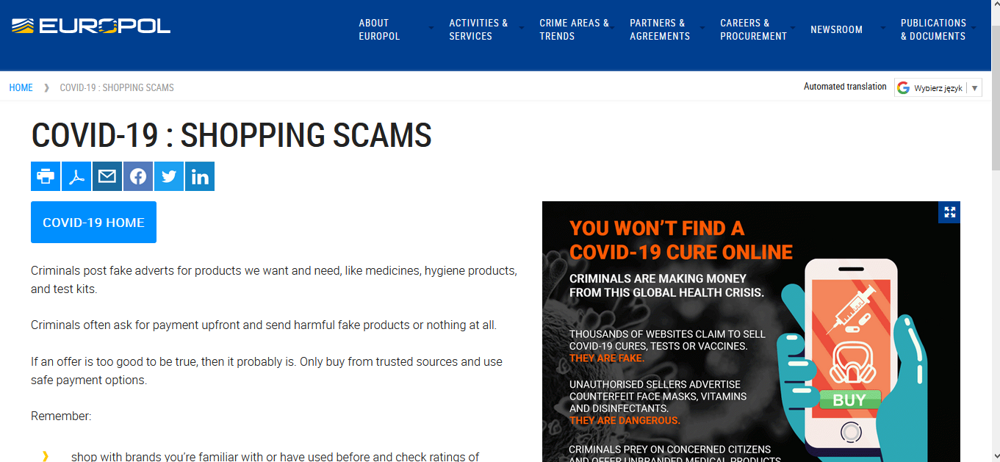 EUROPOL
ABOUT
EUROPOL
ACTIVITIES &
SERVICES
CRIME AREAS &
TRENDS
PARTNERS &
AGREEMENTS
CAREERS &
PROCUREMENT
NEWSROOM
PUBLICATIONS
& DOCUMENTS
HOME ❯ COVID-19 : SHOPPING SCAMS
Automated translation
G Wybierz język ▼
COVID-19 : SHOPPING SCAMS
COVID-19 HOME
Criminals post fake adverts for products we want and need, like medicines, hygiene products,
and test kits.
Criminals often ask for payment upfront and send harmful fake products or nothing at all.
If an offer is too good to be true, then it probably is. Only buy from trusted sources and use
safe payment options.
Remember:
shop with brands you’re familiar with or have used before and check ratings of
YOU WON’T FIND A
COVID-19 CURE ONLINE
CRIMINALS ARE MAKING MONEY
FROM THIS GLOBAL HEALTH CRISIS.
THOUSANDS OF WEBSITES CLAIM TO SELL
COVID-19 CURES, TESTS OR VACCINES.
THEY ARE FAKE.
UNAUTHORISED SELLERS ADVERTISE
COUNTERFEIT FACE MASKS, VITAMINS
AND DISINFECTANTS.
THEY ARE DANGEROUS.
CRIMINALS PREY ON CONCERNED CITIZENS
AND OFFER UNBRANDED MEDICAL PRODUCTS
BUY